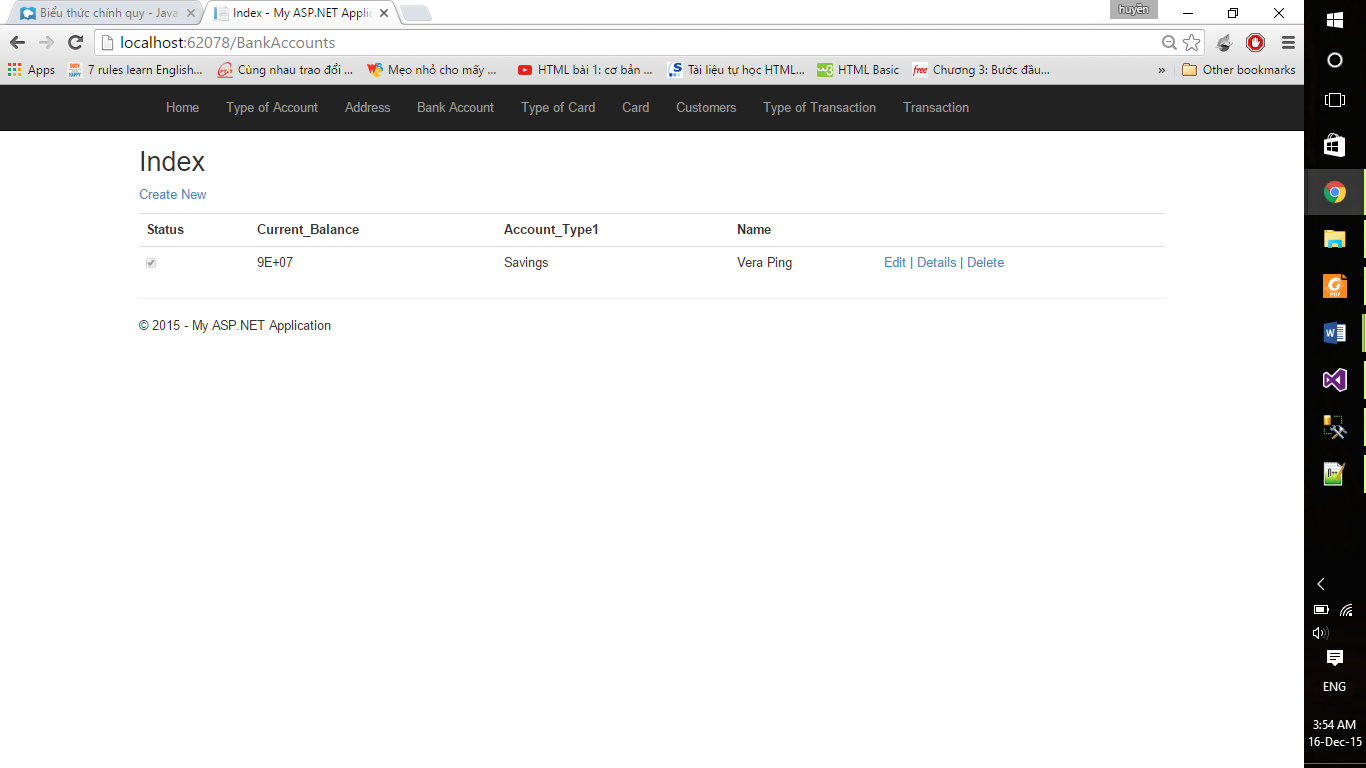 huyền
Biểu thức chính quy - Java Index - My ASP.NET Applic
localhost:62078/BankAccounts
Apps 7 rules learn English... Cùng nhau trao đổi ... Mẹo nhỏ cho mấy ... HTML bài 1: cơ bản ... Tài liệu tự học HTML... HTML Basic Chương 3: Bước đầu... » Other bookmarks
Home Type of Account Address Bank Account Type of Card Card Customers Type of Transaction Transaction
Index
Create New
Status Current_Balance Account_Type1 Name
9E+07 Savings Vera Ping Edit | Details | Delete
© 2015 - My ASP.NET Application
PDF
ENG
3:54 AM
16-Dec-15